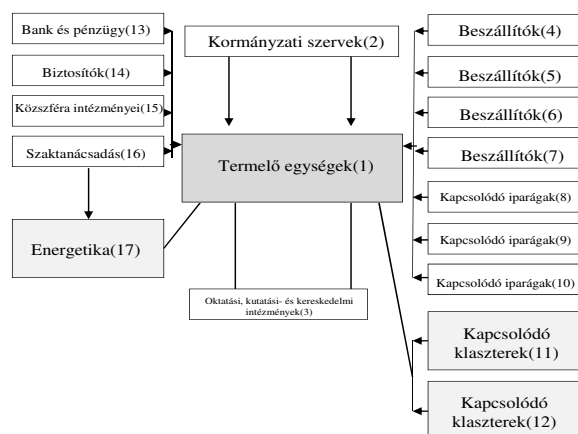 Bank és pénzügy(13)
Biztosítók(14)
Közszféra intézményei(15)
Szaktanácsadás(16)
Energetika(17)
Kormányzati szervek(2)
Termelő egységek(1)
Oktatási, kutatási- és kereskedelmi
intézmények(3)
Beszállítók(4)
Beszállítók(5)
Beszállítók(6)
Beszállítók(7)
Kapcsolódó iparágak(8)
Kapcsolódó iparágak(9)
Kapcsolódó iparágak(10)
Kapcsolódó
klaszterek(11)
Kapcsolódó
klaszterek(12)